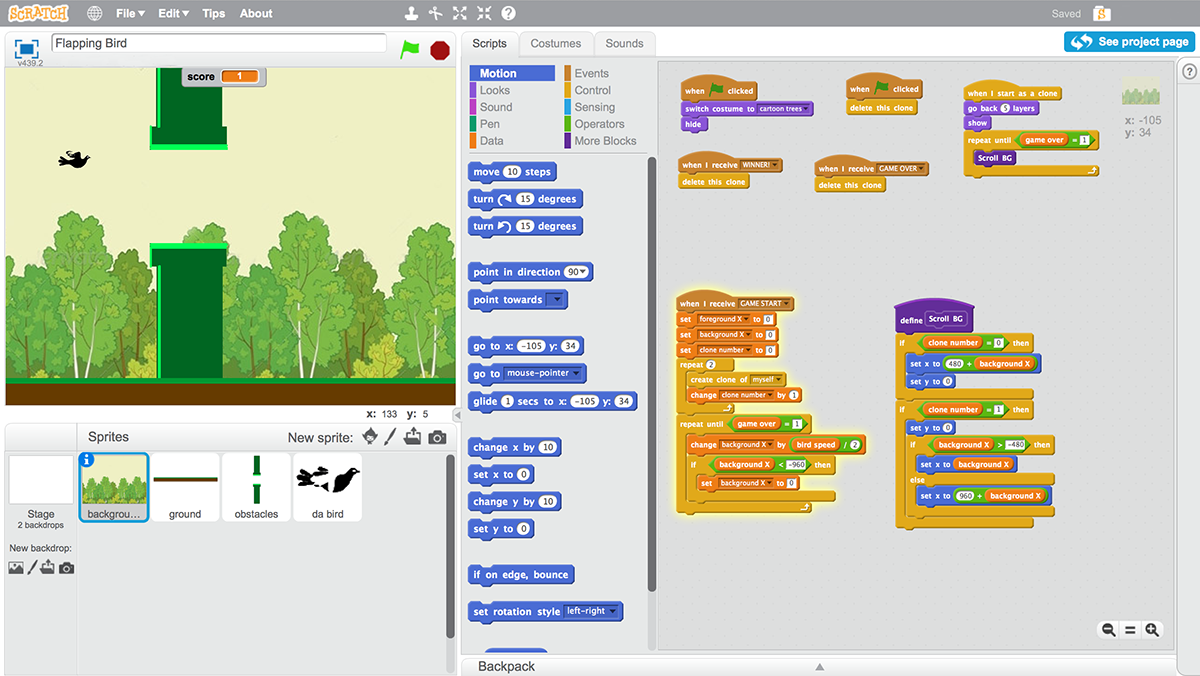 SCRATCH
File Edit Tips About
Saved
S
Flapping Bird
v439.2
Scripts Costumes Sounds
See project page
score 1
Motion
Looks
Sound
Pen
Data
Events
Control
Sensing
Operators
More Blocks
move 10 steps
turn 15 degrees
turn 15 degrees
point in direction 90
point towards
go to x: -105 y: 34
go to mouse-pointer
glide 1 secs to x: -105 y: 34
change x by 10
set x to 0
change y by 10
set y to 0
if on edge, bounce
set rotation style left-right
when clicked
switch costume to cartoon trees
hide
when clicked
delete this clone
when I start as a clone
go back 5 layers
show
repeat until game over = 1
Scroll BG
x: -105
y: 34
when I receive WINNER!
delete this clone
when I receive GAME OVER
delete this clone
when I receive GAME START
set foreground X to 0
set background X to 0
set clone number to 0
repeat 2
create clone of myself
change clone number by 1
repeat until game over = 1
change background X by bird speed / 2
if background X < -960 then
set background X to 0
define Scroll BG
if clone number = 0 then
set x to 480 + background X
set y to 0
if clone number = 1 then
set y to 0
if background X > -480 then
set x to background X
else
set x to 960 + background X
x: 133 y: 5
Sprites
New sprite:
Stage
2 backdrops
New backdrop:
backgrou...
ground
obstacles
da bird
Backpack